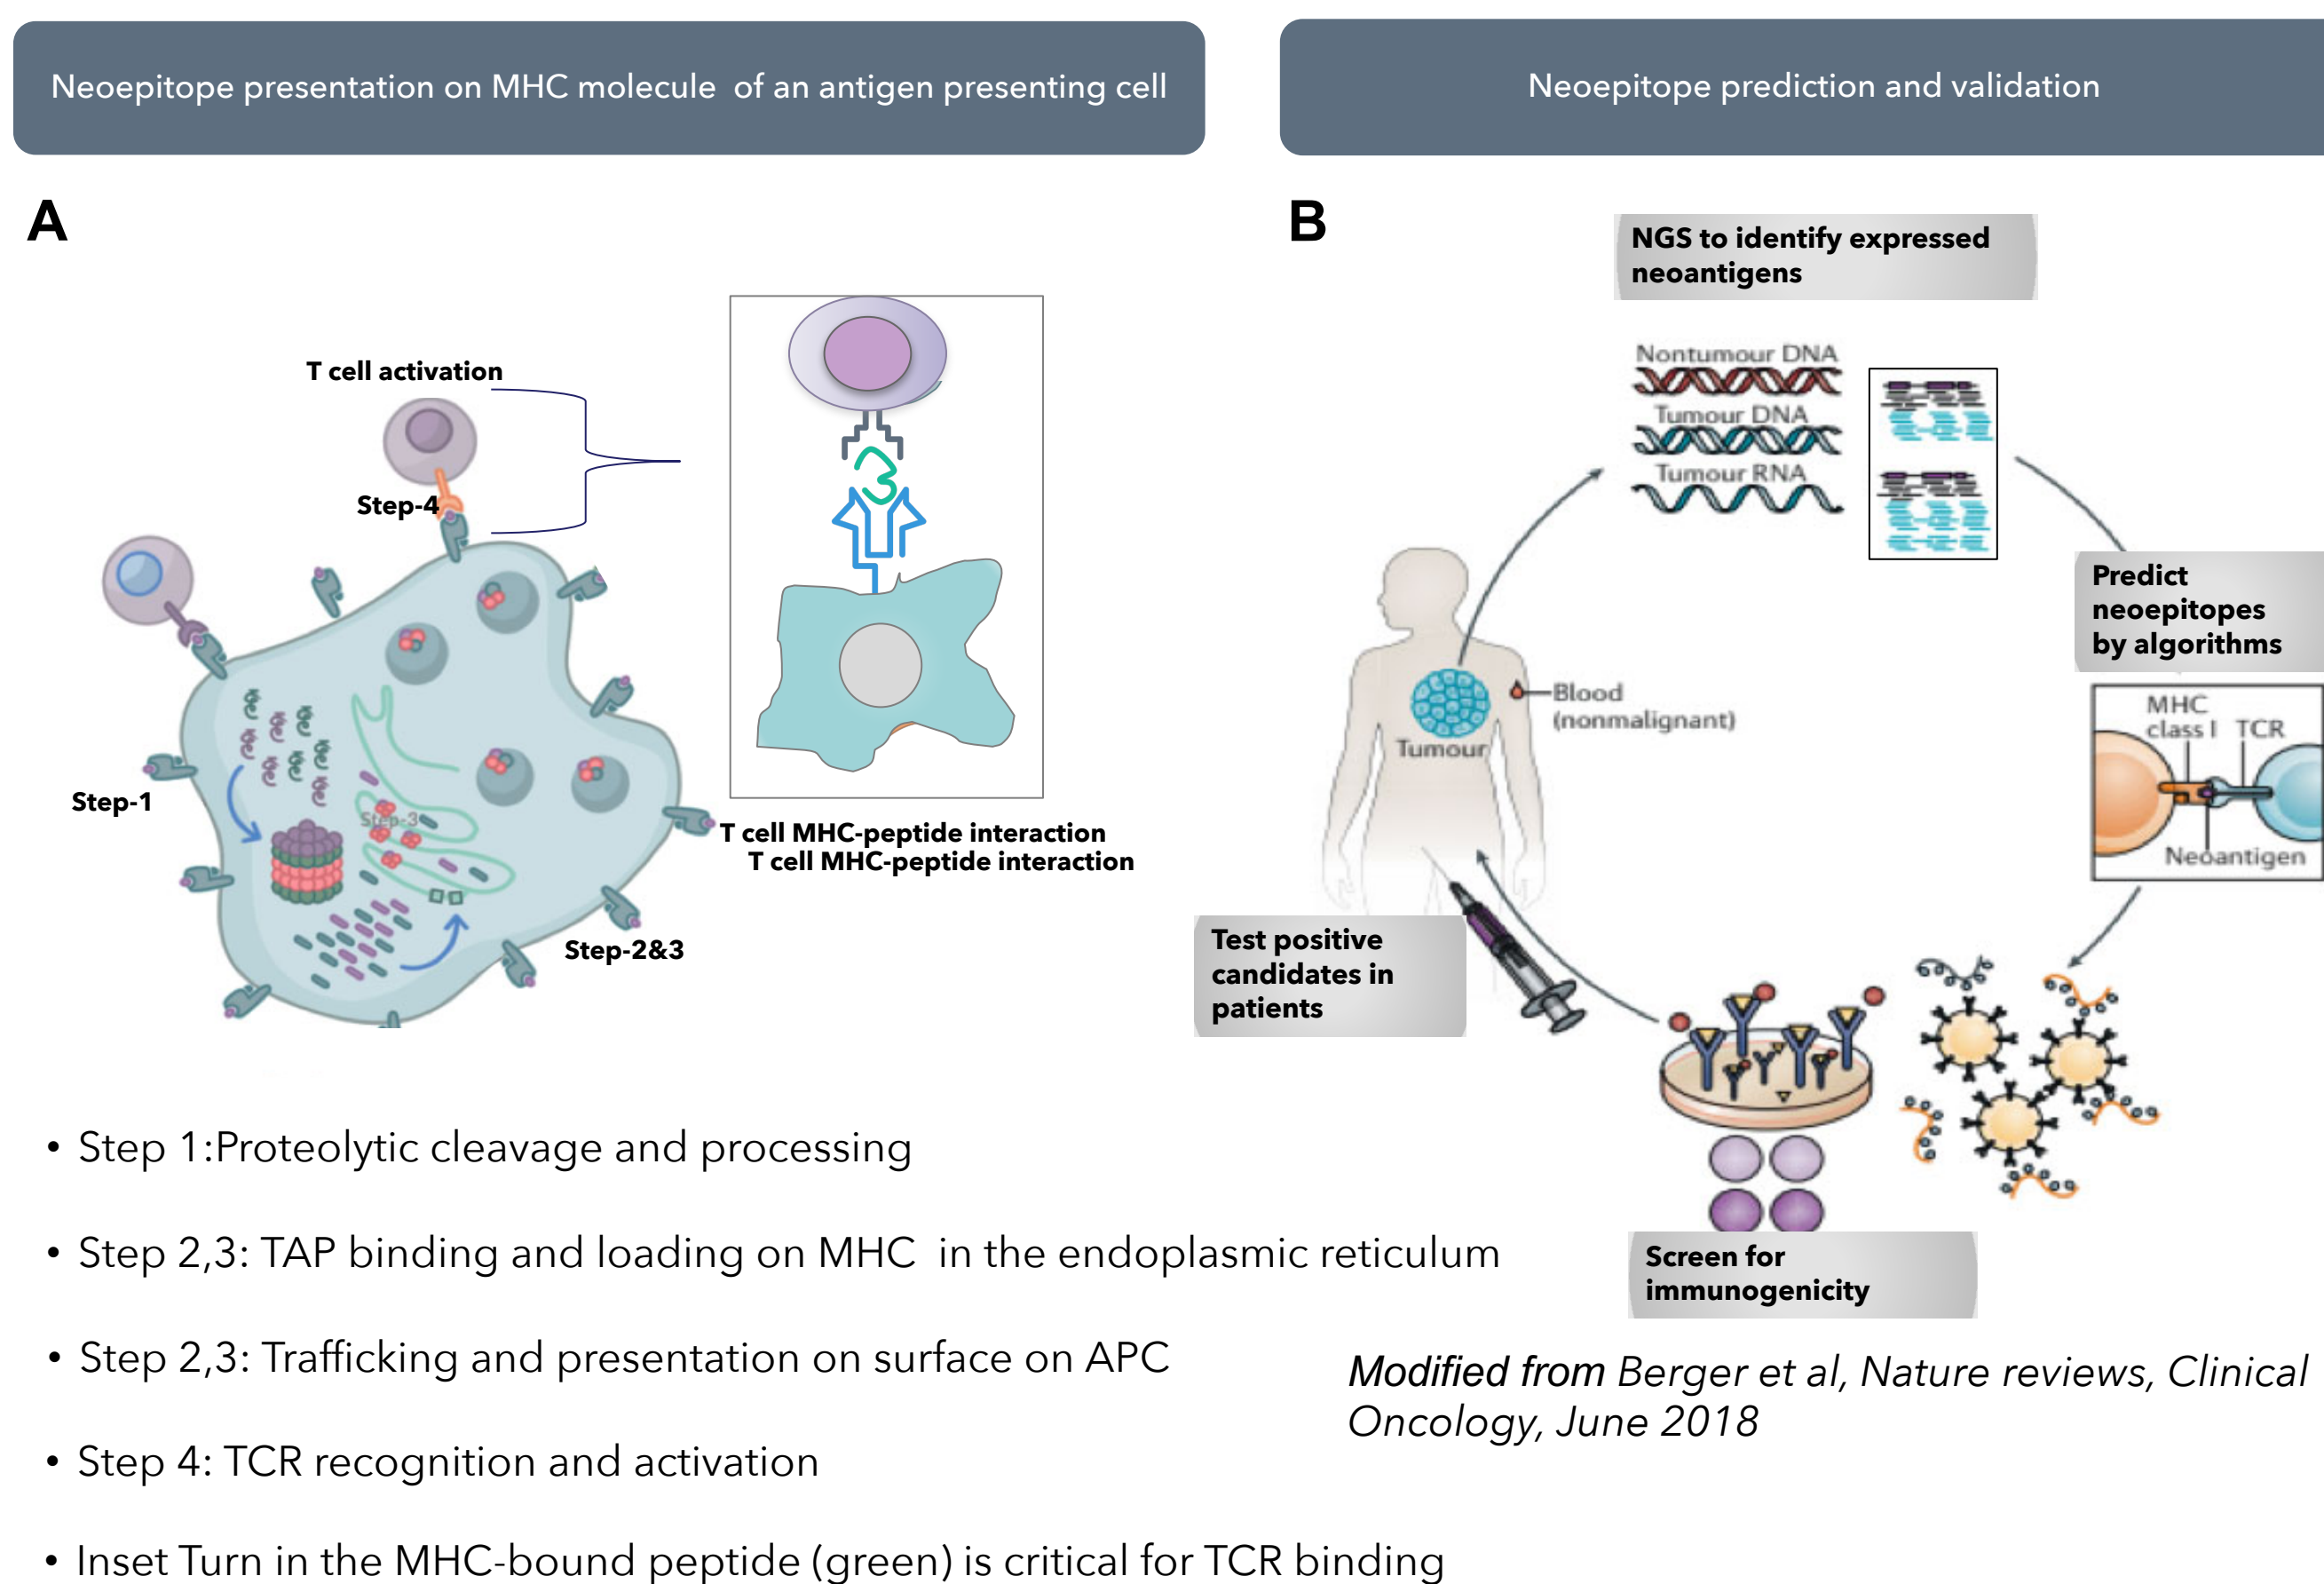 Neoepitope presentation on MHC molecule  of an antigen presenting cell
Neoepitope prediction and validation
A
T cell activation
Step-4
Step-1
Step-3
Step-2&3
T cell MHC-peptide interaction
T cell MHC-peptide interaction
• Step 1:Proteolytic cleavage and processing
• Step 2,3: TAP binding and loading on MHC  in the endoplasmic reticulum
• Step 2,3: Trafficking and presentation on surface on APC
• Step 4: TCR recognition and activation
• Inset Turn in the MHC-bound peptide (green) is critical for TCR binding
B
NGS to identify expressed
neoantigens
Nontumour DNA
Tumour DNA
Tumour RNA
Predict
neoepitopes
by algorithms
MHC
class I TCR
Neoantigen
Blood
(nonmalignant)
Tumour
Test positive
candidates in
patients
Screen for
immunogenicity
Modified from Berger et al, Nature reviews, Clinical
Oncology, June 2018